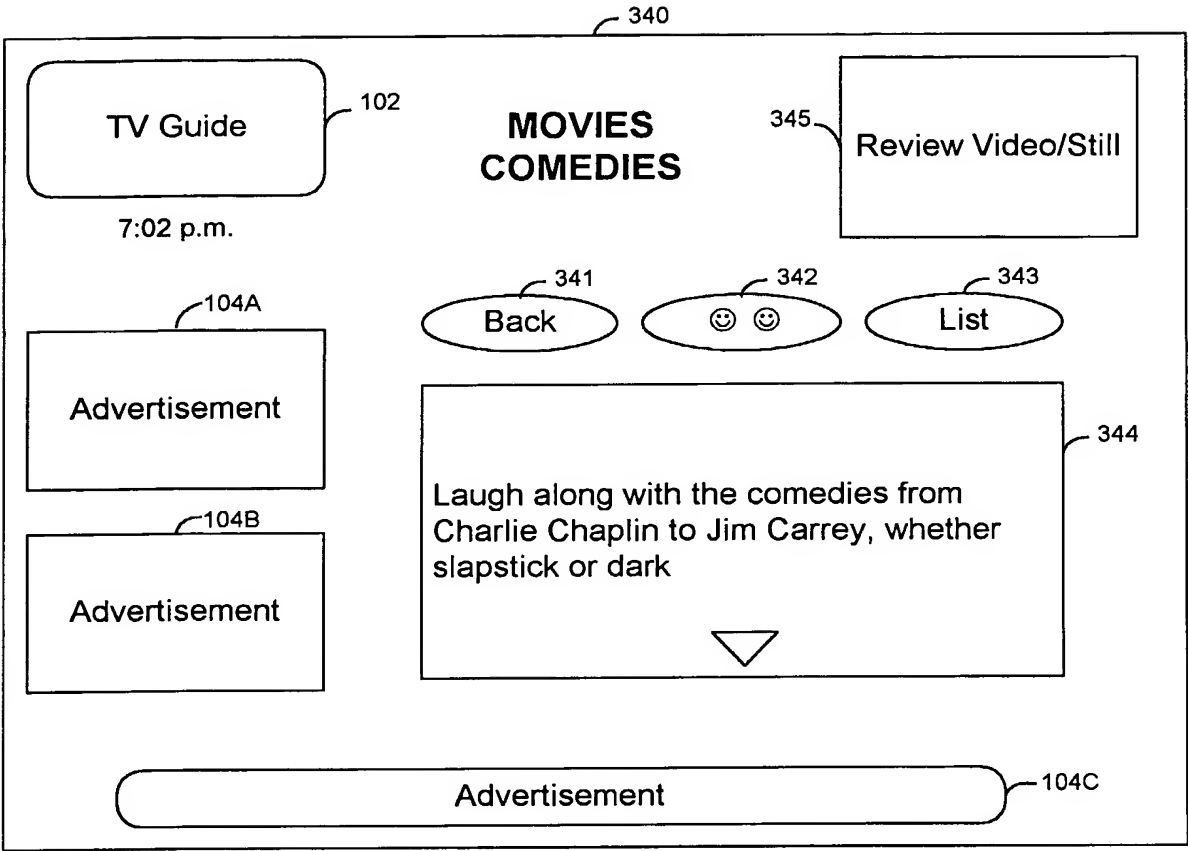 340
TV Guide
102
MOVIES
COMEDIES
345
Review Video/Still
7:02 p.m.
341
342
343
Back
☺ ☺
List
104A
Advertisement
344
Laugh along with the comedies from
Charlie Chaplin to Jim Carrey, whether
slapstick or dark
104B
Advertisement
Advertisement
104C